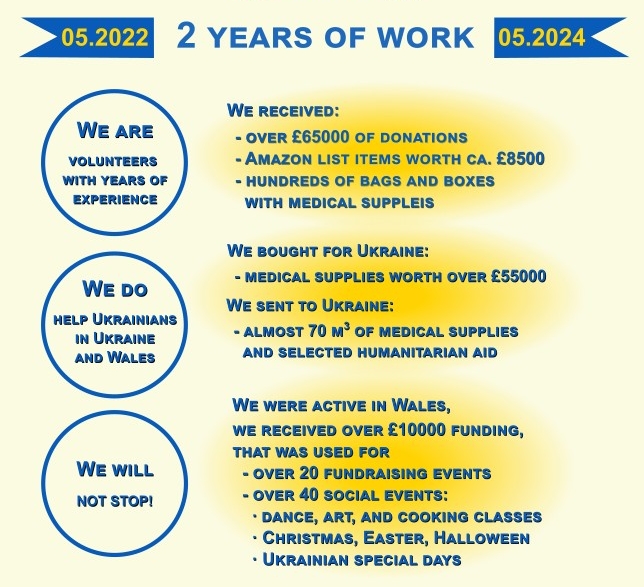 05.2022 2 YEARS OF WORK 05.2024
WE ARE
VOLUNTEERS
WITH YEARS OF
EXPERIENCE
WE RECEIVED:
- OVER £65000 OF DONATIONS
- AMAZON LIST ITEMS WORTH CA. £8500
- HUNDREDS OF BAGS AND BOXES
WITH MEDICAL SUPPLEIS
WE DO
HELP UKRAINIANS
IN UKRAINE
AND WALES
WE BOUGHT FOR UKRAINE:
- MEDICAL SUPPLIES WORTH OVER £55000
WE SENT TO UKRAINE:
- ALMOST 70 M³ OF MEDICAL SUPPLIES
AND SELECTED HUMANITARIAN AID
WE WILL
NOT STOP!
WE WERE ACTIVE IN WALES,
WE RECEIVED OVER £10000 FUNDING,
THAT WAS USED FOR
- OVER 20 FUNDRAISING EVENTS
- OVER 40 SOCIAL EVENTS:
· DANCE, ART, AND COOKING CLASSES
· CHRISTMAS, EASTER, HALLOWEEN
· UKRAINIAN SPECIAL DAYS